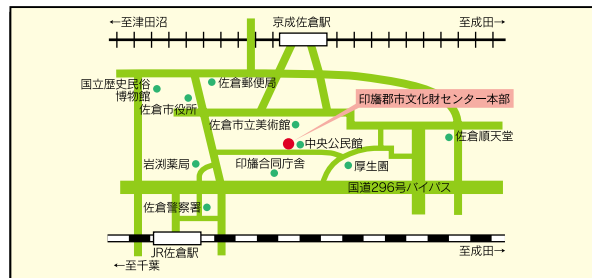 ←至津田沼
京成佐倉駅
至成田→
国立歴史民俗
博物館
佐倉郵便局
佐倉市役所
印旛郡市文化財センター本部
佐倉市立美術館
中央公民館
佐倉順天堂
岩渕薬局
印旛合同庁舎
厚生園
国道296号バイパス
佐倉警察署
JR佐倉駅
至成田→
←至千葉